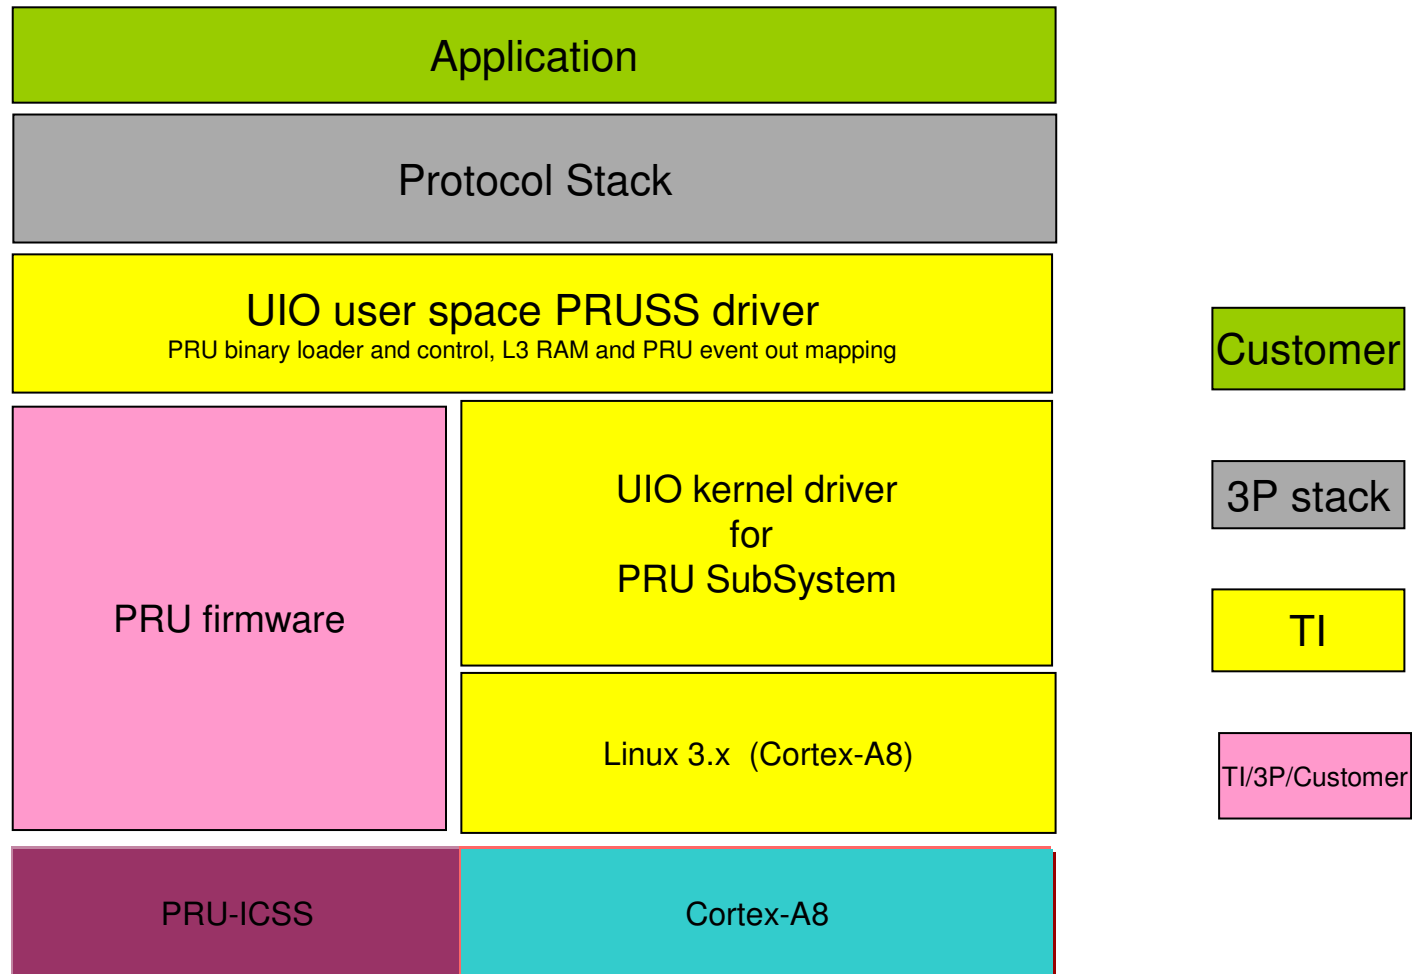 Application
Protocol Stack
UIO user space PRUSS driver
PRU binary loader and control, L3 RAM and PRU event out mapping
PRU firmware
UIO kernel driver
for
PRU SubSystem
Linux 3.x (Cortex-A8)
PRU-ICSS
Cortex-A8
Customer
3P stack
TI
TI/3P/Customer